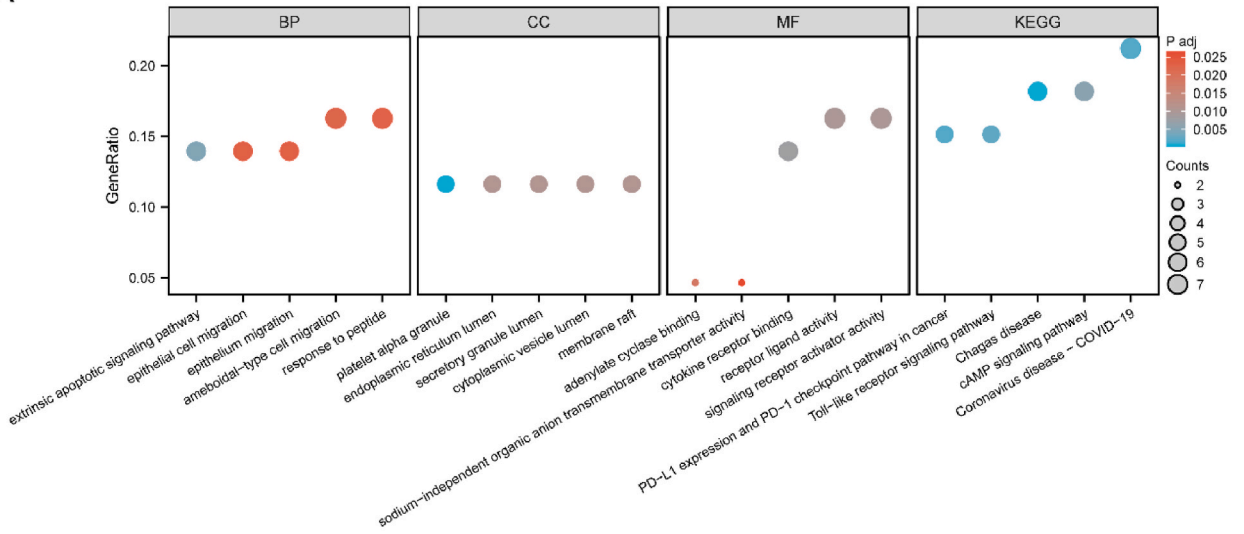 BP
CC
MF
KEGG
GeneRatio
0.20
0.15
0.10
0.05
extrinsic apoptotic signaling pathway
epithelial cell migration
epithelium migration
ameboidal−type cell migration
response to peptide
platelet alpha granule
endoplasmic reticulum lumen
secretory granule lumen
cytoplasmic vesicle lumen
membrane raft
adenylate cyclase binding
sodium−independent organic anion transmembrane transporter activity
cytokine receptor binding
receptor ligand activity
signaling receptor activator activity
PD−L1 expression and PD−1 checkpoint pathway in cancer
Toll−like receptor signaling pathway
Chagas disease
cAMP signaling pathway
Coronavirus disease − COVID−19
P adj
0.025
0.020
0.015
0.010
0.005
Counts
2
3
4
5
6
7